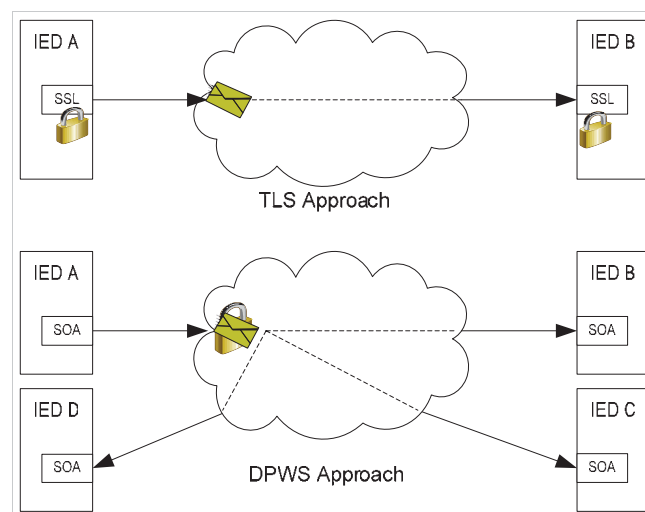 IED A
IED B
SSL
SSL
TLS Approach
IED A
IED B
SOA
SOA
IED D
IED C
SOA
SOA
DPWS Approach